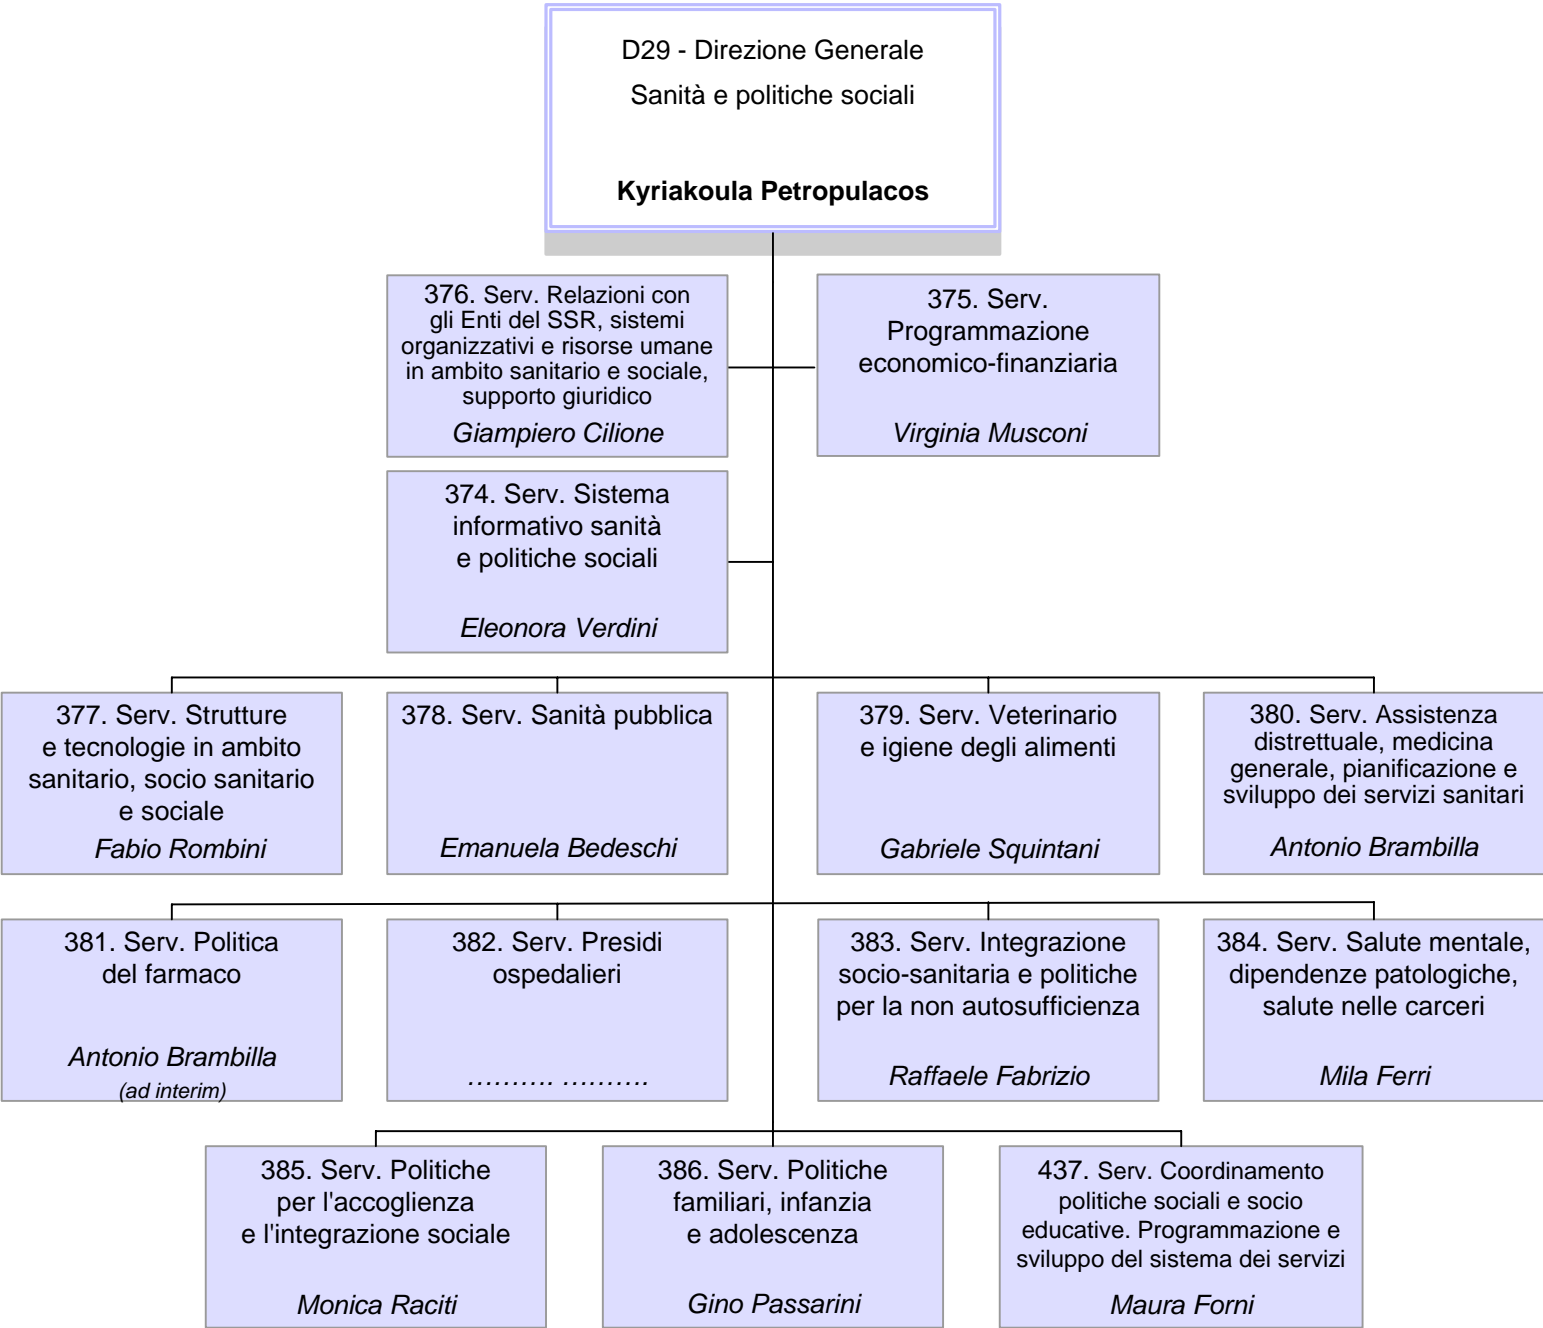 D29 - Direzione Generale
Sanità e politiche sociali
Kyriakoula Petropulacos
376. Serv. Relazioni con
gli Enti del SSR, sistemi
organizzativi e risorse umane
in ambito sanitario e sociale,
supporto giuridico
Giampiero Cilione
375. Serv.
Programmazione
economico-finanziaria
Virginia Musconi
374. Serv. Sistema
informativo sanità
e politiche sociali
Eleonora Verdini
377. Serv. Strutture
e tecnologie in ambito
sanitario, socio sanitario
e sociale
Fabio Rombini
378. Serv. Sanità pubblica
Emanuela Bedeschi
379. Serv. Veterinario
e igiene degli alimenti
Gabriele Squintani
380. Serv. Assistenza
distrettuale, medicina
generale, pianificazione e
sviluppo dei servizi sanitari
Antonio Brambilla
381. Serv. Politica
del farmaco
Antonio Brambilla
(ad interim)
382. Serv. Presidi
ospedalieri
………. ……….
383. Serv. Integrazione
socio-sanitaria e politiche
per la non autosufficienza
Raffaele Fabrizio
384. Serv. Salute mentale,
dipendenze patologiche,
salute nelle carceri
Mila Ferri
385. Serv. Politiche
per l'accoglienza
e l'integrazione sociale
Monica Raciti
386. Serv. Politiche
familiari, infanzia
e adolescenza
Gino Passarini
437. Serv. Coordinamento
politiche sociali e socio
educative. Programmazione e
sviluppo del sistema dei servizi
Maura Forni